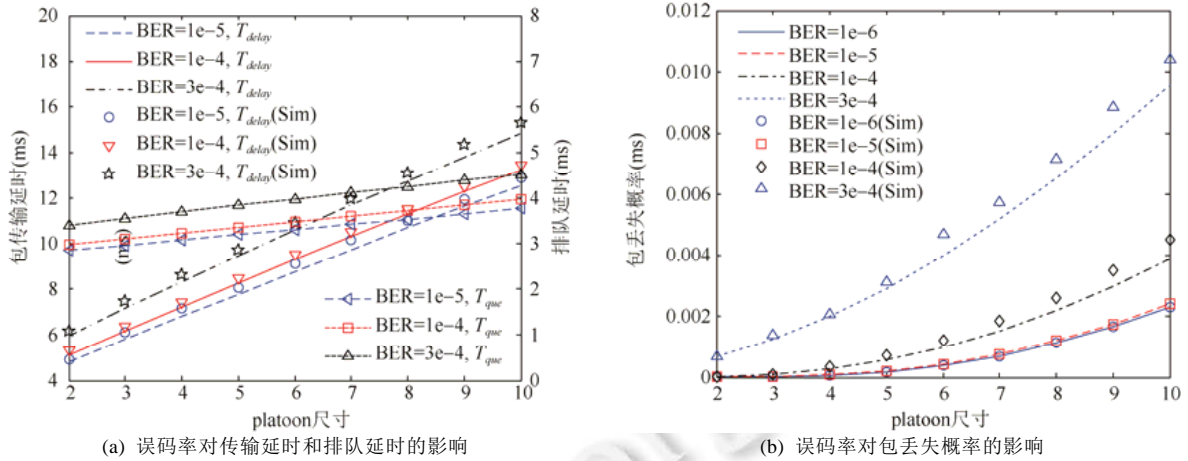 20
18
16
14
12
10
8
6
4
包传输延时(ms)
BER=1e−5, T_delay
BER=1e−4, T_delay
BER=3e−4, T_delay
BER=1e−5, T_delay(Sim)
BER=1e−4, T_delay(Sim)
BER=3e−4, T_delay(Sim)
BER=1e−5, T_que
BER=1e−4, T_que
BER=3e−4, T_que
8
7
6
5
4
3
2
1
0
排队延时(ms)
2 3 4 5 6 7 8 9 10
platoon尺寸
(a) 误码率对传输延时和排队延时的影响
0.012
0.010
0.008
0.006
0.004
0.002
0
包丢失概率(ms)
BER=1e−6
BER=1e−5
BER=1e−4
BER=3e−4
BER=1e−6(Sim)
BER=1e−5(Sim)
BER=1e−4(Sim)
BER=3e−4(Sim)
2 3 4 5 6 7 8 9 10
platoon尺寸
(b) 误码率对包丢失概率的影响